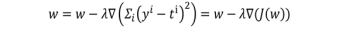 w = w − λ∇(Σᵢ(yⁱ − tⁱ)²) = w − λ∇(J(w))